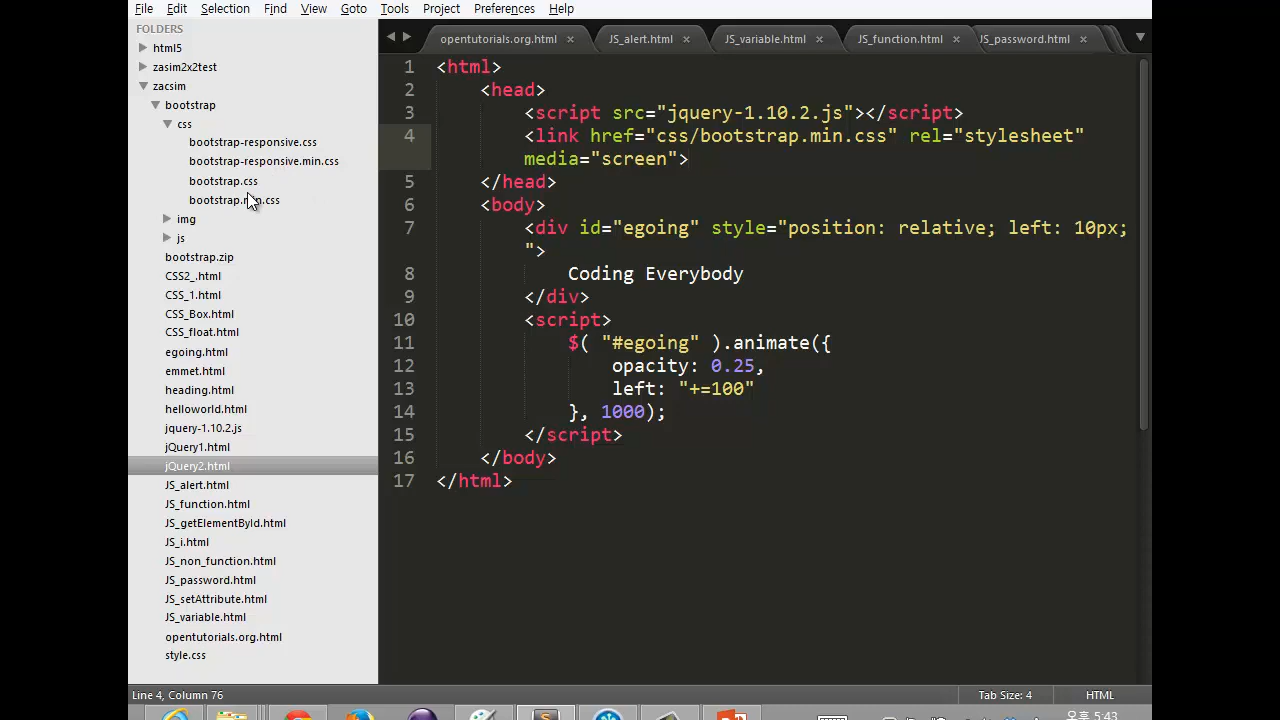 File Edit Selection Find View Goto Tools Project Preferences Help
FOLDERS
html5
zasim2x2test
zacsim
bootstrap
css
bootstrap-responsive.css
bootstrap-responsive.min.css
bootstrap.css
bootstrap.min.css
img
js
bootstrap.zip
CSS2_.html
CSS_1.html
CSS_Box.html
CSS_float.html
egoing.html
emmet.html
heading.html
helloworld.html
jquery-1.10.2.js
jQuery1.html
jQuery2.html
JS_alert.html
JS_function.html
JS_getElementById.html
JS_i.html
JS_non_function.html
JS_password.html
JS_setAttribute.html
JS_variable.html
opentutorials.org.html
style.css
opentutorials.org.html × JS_alert.html × JS_variable.html × JS_function.html × JS_password.html ×
1 <html>
2 <head>
3 <script src="jquery-1.10.2.js"></script>
4 <link href="css/bootstrap.min.css" rel="stylesheet"
media="screen">
5 </head>
6 <body>
7 <div id="egoing" style="position: relative; left: 10px;
">
8 Coding Everybody
9 </div>
10 <script>
11 $( "#egoing" ).animate({
12 opacity: 0.25,
13 left: "+=100"
14 }, 1000);
15 </script>
16 </body>
17 </html>
Line 4, Column 76 Tab Size: 4 HTML
오후 5:43